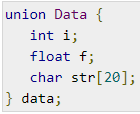 union Data {
   int i;
   float f;
   char str[20];
} data;